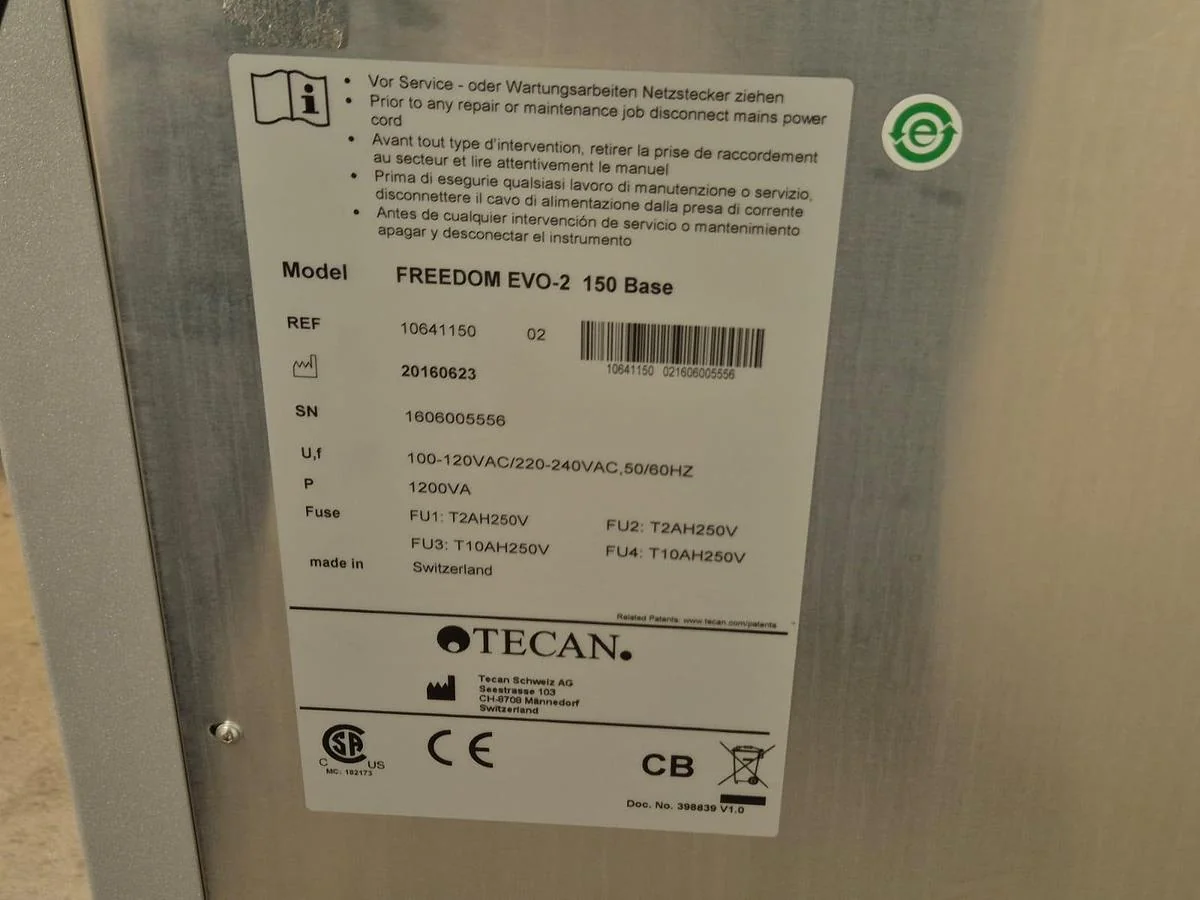 • Vor Service - oder Wartungsarbeiten Netzstecker ziehen
• Prior to any repair or maintenance job disconnect mains power
cord
• Avant tout type d'intervention, retirer la prise de raccordement
au secteur et lire attentivement le manuel
• Prima di esegurie qualsiasi lavoro di manutenzione o servizio,
disconnettere il cavo di alimentazione dalla presa di corrente
• Antes de cualquier intervención de servicio o mantenimiento
apagar y desconectar el instrumento
Model FREEDOM EVO-2 150 Base
REF 10641150 02
10641150 021606005556
20160623
SN 1606005556
U,f 100-120VAC/220-240VAC,50/60HZ
P 1200VA
Fuse FU1: T2AH250V FU2: T2AH250V
FU3: T10AH250V FU4: T10AH250V
made in Switzerland
Related Patents: www.tecan.com/patents
TECAN.
Tecan Schweiz AG
Seestrasse 103
CH-8708 Männedorf
Switzerland
C SA US
MC: 182173
CE
CB
Doc. No. 398839 V1.0
e